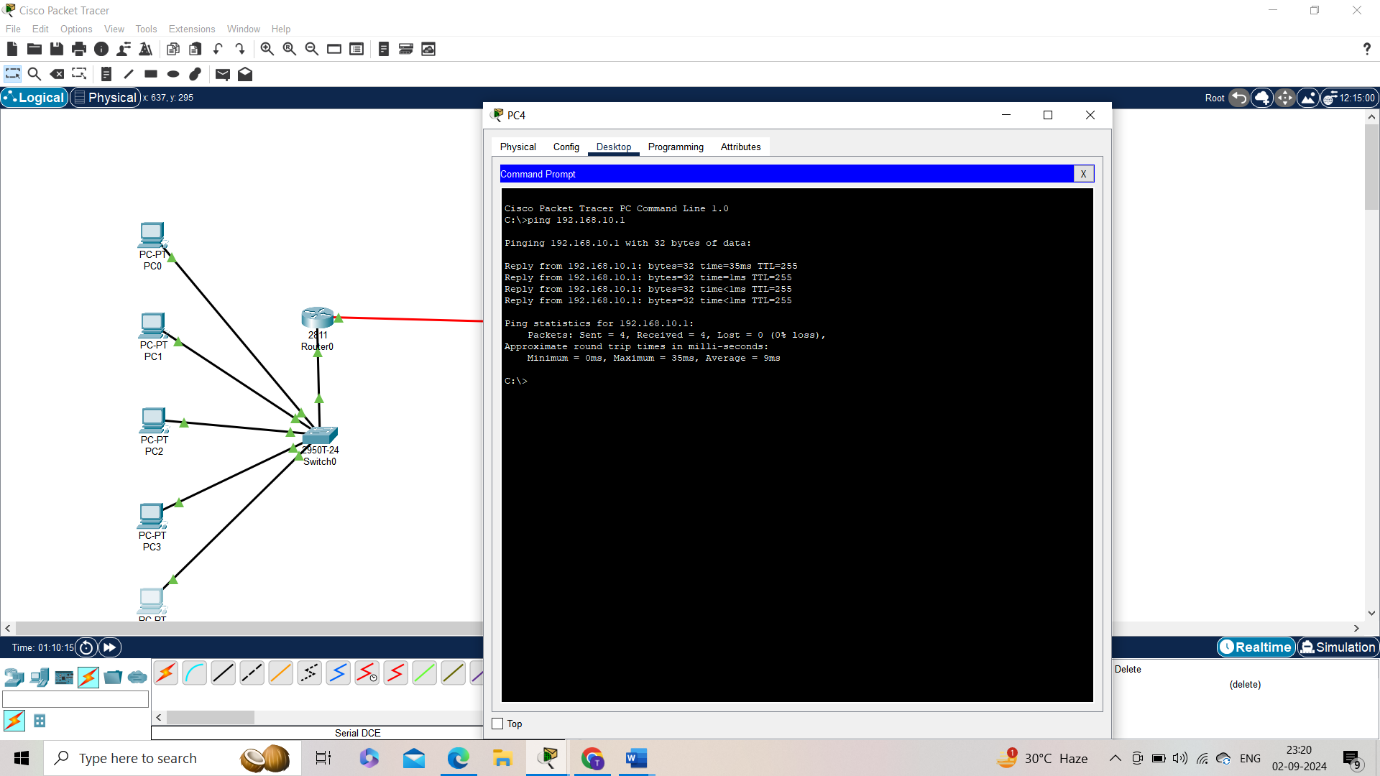 Cisco Packet Tracer
File Edit Options View Tools Extensions Window Help
?
Logical Physical x: 637, y: 295
Root 12:15:00
PC4
Physical Config Desktop Programming Attributes
Command Prompt X
Cisco Packet Tracer PC Command Line 1.0
C:\>ping 192.168.10.1
Pinging 192.168.10.1 with 32 bytes of data:
Reply from 192.168.10.1: bytes=32 time=35ms TTL=255
Reply from 192.168.10.1: bytes=32 time=1ms TTL=255
Reply from 192.168.10.1: bytes=32 time<1ms TTL=255
Reply from 192.168.10.1: bytes=32 time<1ms TTL=255
Ping statistics for 192.168.10.1:
Packets: Sent = 4, Received = 4, Lost = 0 (0% loss),
Approximate round trip times in milli-seconds:
Minimum = 0ms, Maximum = 35ms, Average = 9ms
C:\>
Top
PC-PT
PC0
PC-PT
PC1
PC-PT
PC2
PC-PT
PC3
PC-PT
2811
Router0
2950T-24
Switch0
Time: 01:10:15
Realtime Simulation
Serial DCE
Delete
(delete)
Type here to search
1
30°C Haze
ENG
23:20
02-09-2024
9